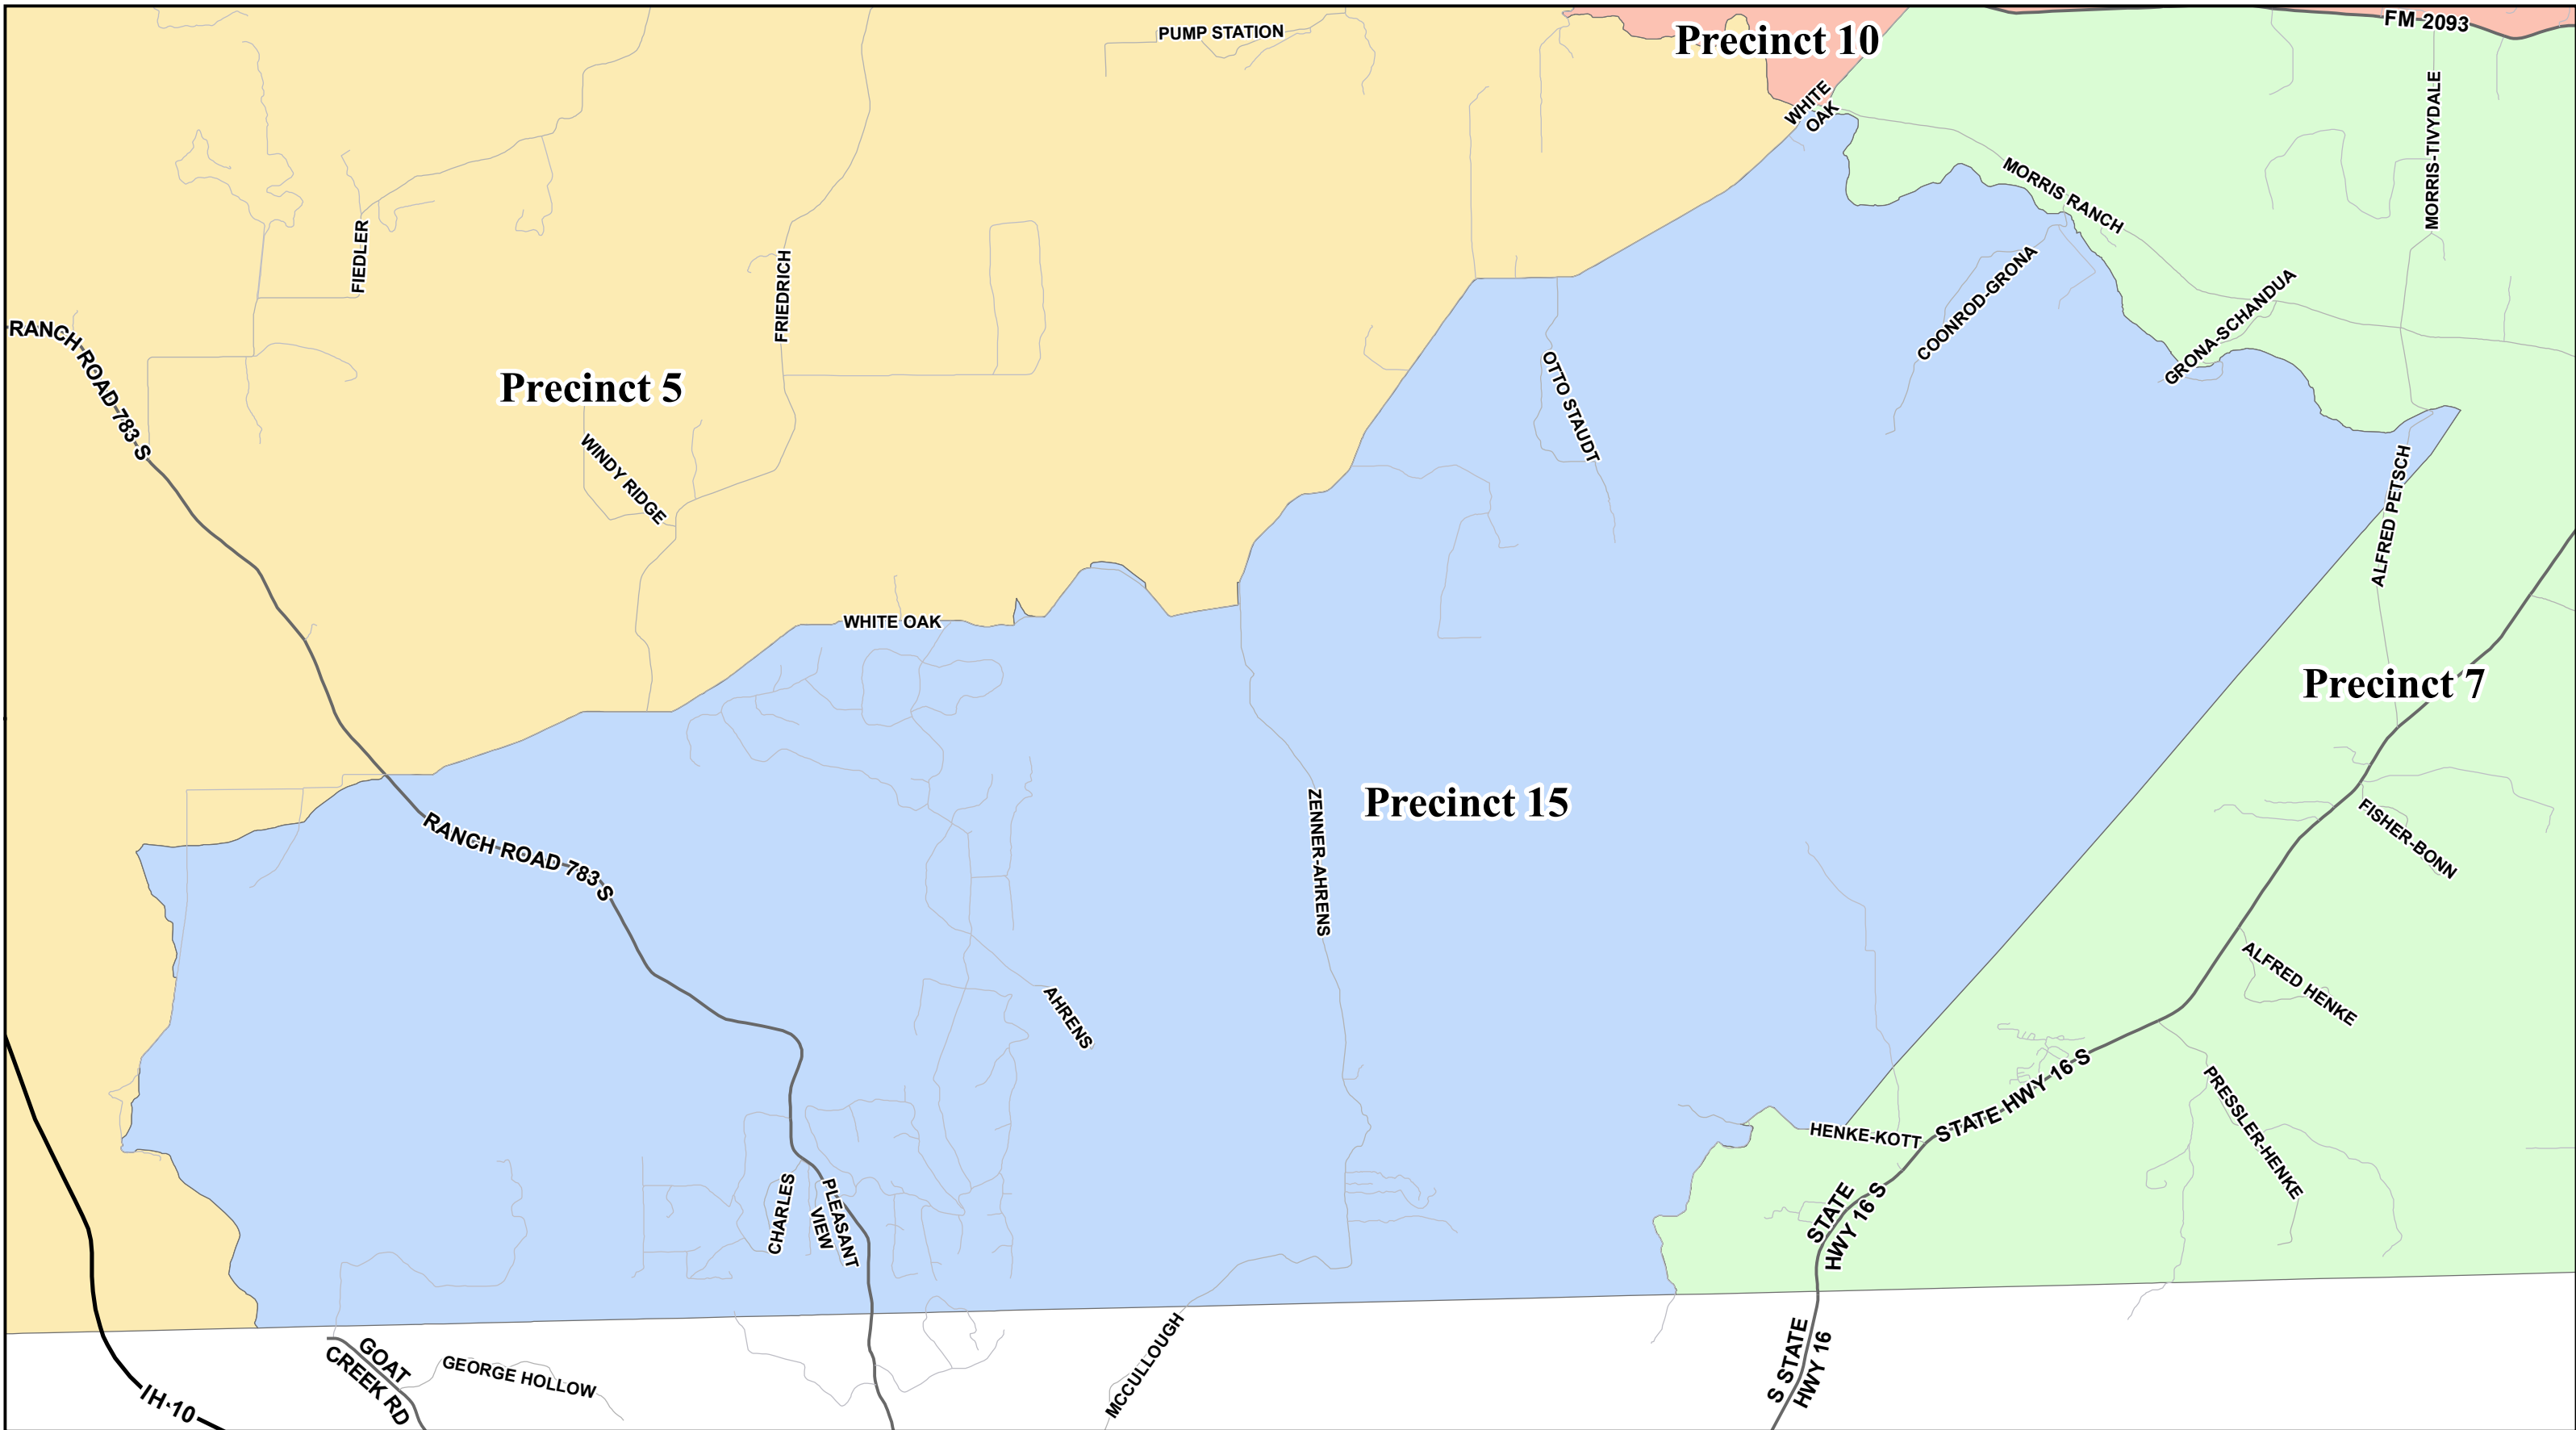 FM 2093
PUMP STATION
Precinct 10
WHITE
OAK
MORRIS-TIVYDALE
MORRIS RANCH
FIEDLER
FRIEDRICH
COONROD-GRONA
GRONA-SCHANDUA
RANCH ROAD 783 S
Precinct 5
OTTO STAUDT
WINDY RIDGE
ALFRED PETSCH
WHITE OAK
Precinct 7
Precinct 15
ZENNER-AHRENS
RANCH ROAD 783 S
FISHER-BONN
ALFRED HENKE
AHRENS
STATE HWY 16 S
PRESSLER-HENKE
HENKE-KOTT
CHARLES
PLEASANT
VIEW
STATE
HWY 16 S
GOAT
CREEK RD
GEORGE HOLLOW
MCCULLOUGH
S STATE
HWY 16
IH-10